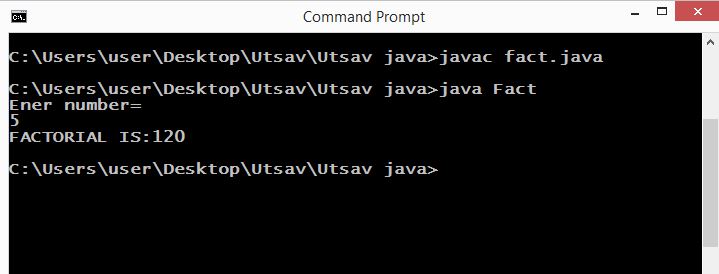 Command Prompt
C:\Users\user\Desktop\Utsav\Utsav java>javac fact.java
C:\Users\user\Desktop\Utsav\Utsav java>java Fact
Ener number=
5
FACTORIAL IS:120
C:\Users\user\Desktop\Utsav\Utsav java>